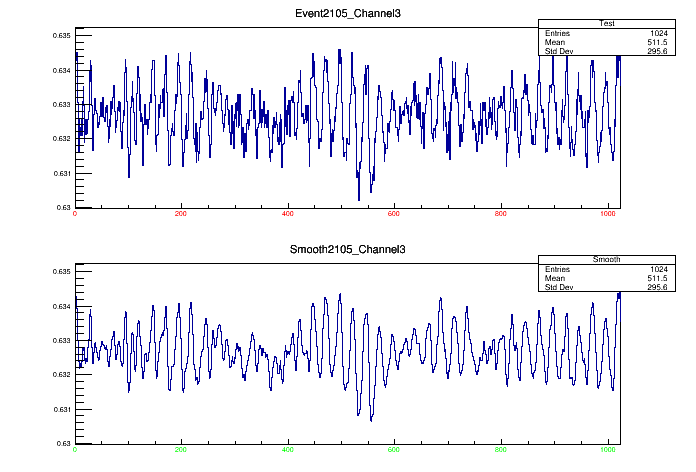 Event2105_Channel3
Test
Entries 1024
Mean 511.5
Std Dev 295.6
0.635
0.634
0.633
0.632
0.631
0.63
0 200 400 600 800 1000
Smooth2105_Channel3
Smooth
Entries 1024
Mean 511.5
Std Dev 295.6
0.635
0.634
0.633
0.632
0.631
0.63
0 200 400 600 800 1000